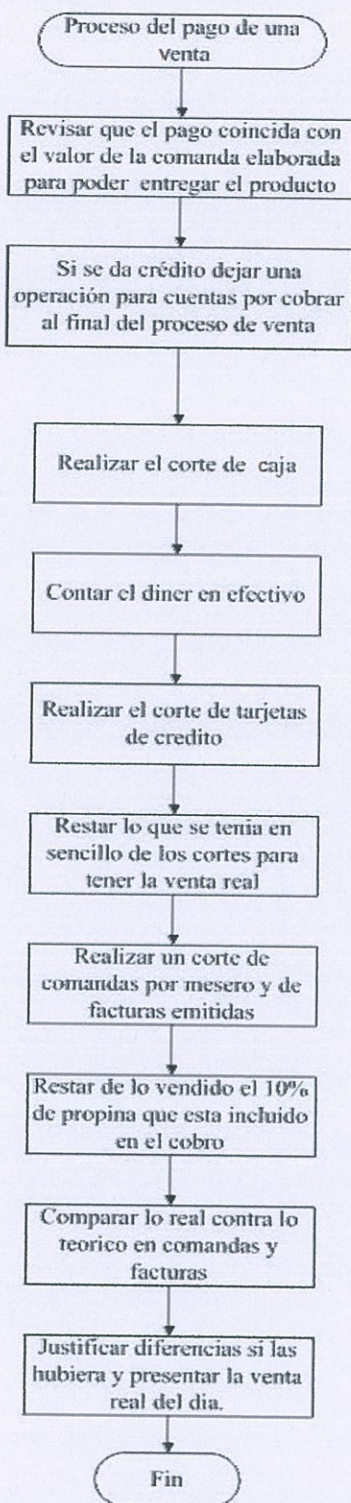 Proceso del pago de una
venta
Revisar que el pago coincida con
el valor de la comanda elaborada
para poder entregar el producto
Si se da crédito dejar una
operación para cuentas por cobrar
al final del proceso de venta
Realizar el corte de caja
Contar el diner en efectivo
Realizar el corte de tarjetas
de credito
Restar lo que se tenia en
sencillo de los cortes para
tener la venta real
Realizar un corte de
comandas por mesero y de
facturas emitidas
Restar de lo vendido el 10%
de propina que esta incluido
en el cobro
Comparar lo real contra lo
teorico en comandas y
facturas
Justificar diferencias si las
hubiera y presentar la venta
real del dia.
Fin